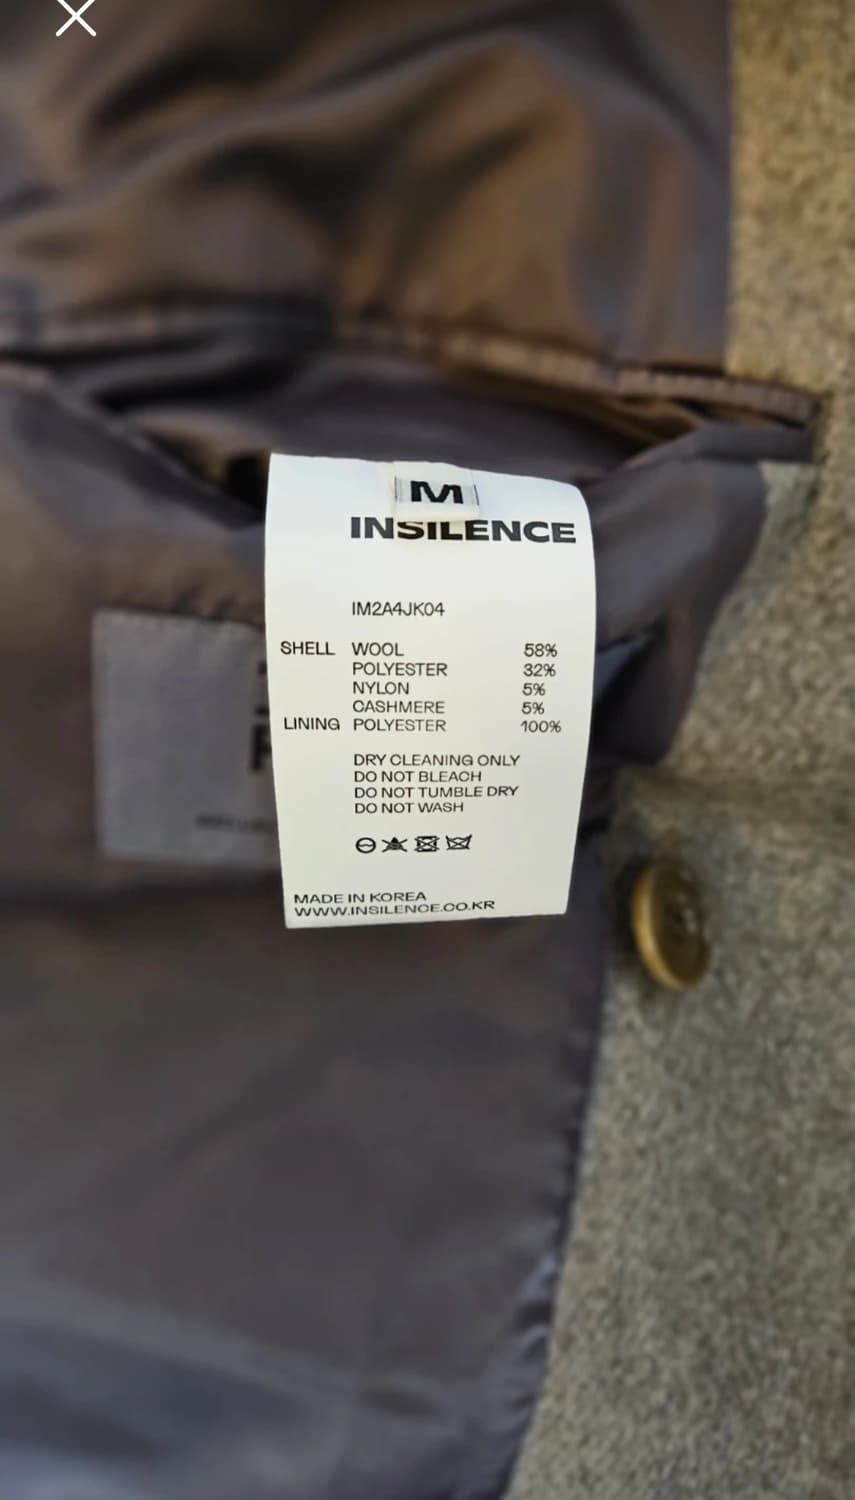 M
INSILENCE
IM2A4JK04
SHELL WOOL 58%
POLYESTER 32%
NYLON 5%
CASHMERE 5%
LINING POLYESTER 100%
DRY CLEANING ONLY
DO NOT BLEACH
DO NOT TUMBLE DRY
DO NOT WASH
MADE IN KOREA
WWW.INSILENCE.CO.KR